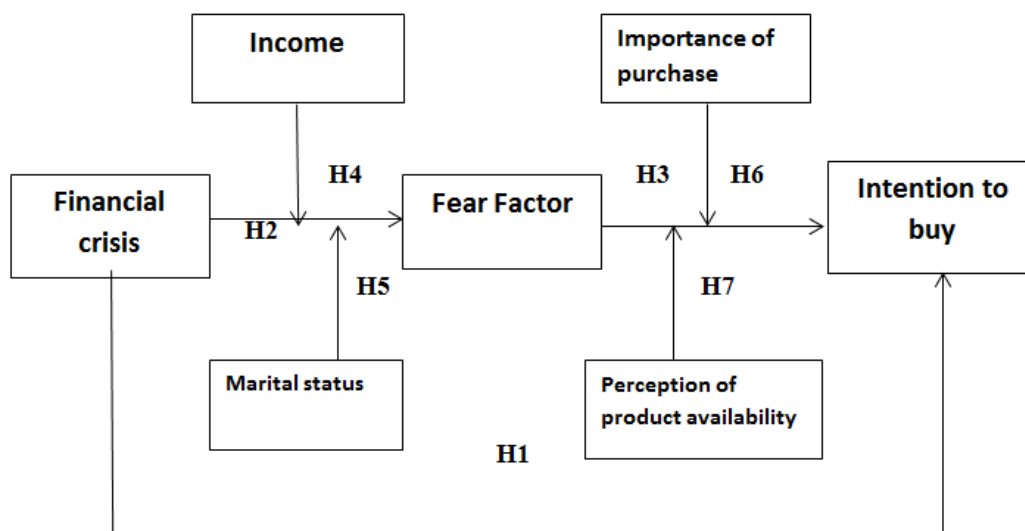 Income
Importance of
purchase
H4
H3
H6
Financial
crisis
Fear Factor
Intention to
buy
H2
H5
H7
Marital status
Perception of
product availability
H1